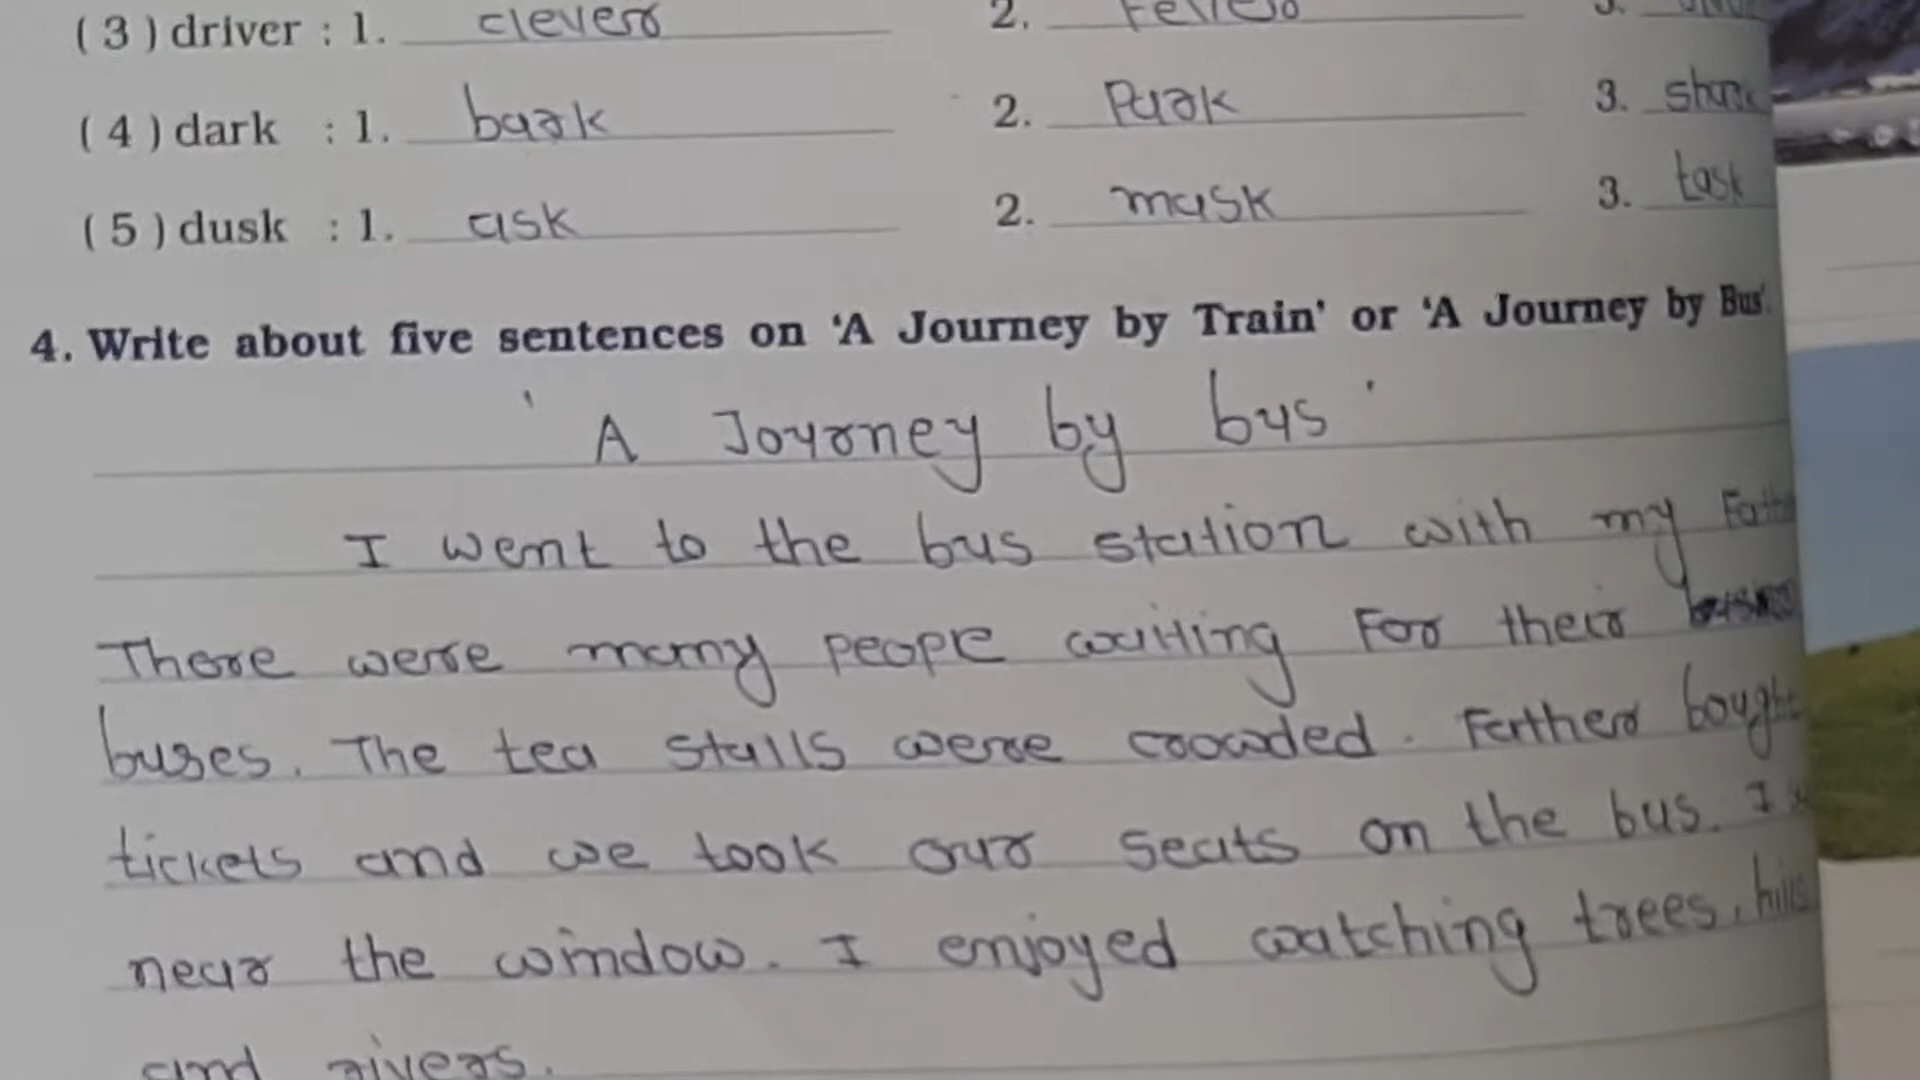 (3) driver : 1. clever 2.
(4) dark : 1. bark 2. Park 3.
(5) dusk : 1. ask 2. mask 3. task
4. Write about five sentences on 'A Journey by Train' or 'A Journey by Bus'.
' A Journey by bus '
I went to the bus station with my
There were many people waiting For their
buses. The tea stalls were crowded. Father bought
tickets and we took our seats on the bus. I
near the window. I enjoyed watching trees, hills
and rivers.